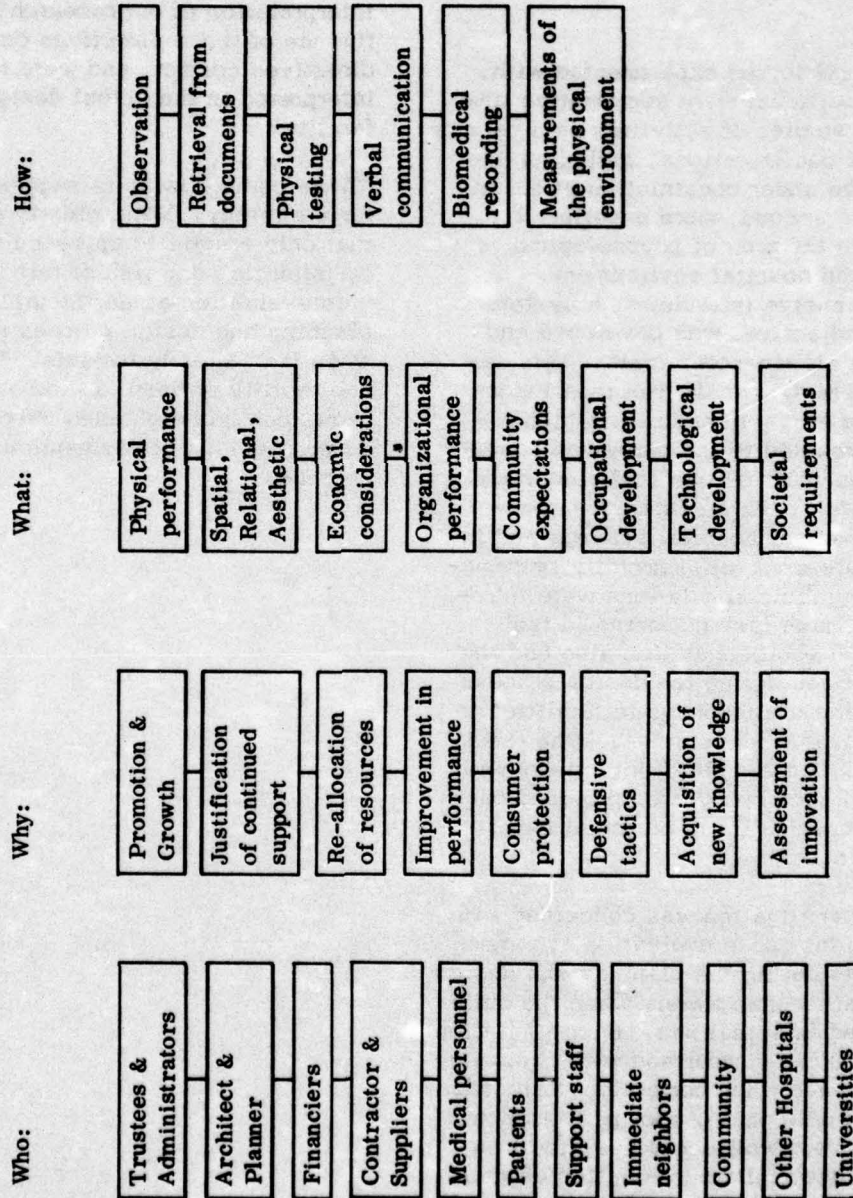 Who:
Trustees &
Administrators
Architect &
Planner
Financiers
Contractor &
Suppliers
Medical personnel
Patients
Support staff
Immediate
neighbors
Community
Other Hospitals
Universities
Why:
Promotion &
Growth
Justification
of continued
support
Re-allocation
of resources
Improvement in
performance
Consumer
protection
Defensive
tactics
Acquisition of
new knowledge
Assessment of
innovation
What:
Physical
performance
Spatial,
Relational,
Aesthetic
Economic
considerations
Organizational
performance
Community
expectations
Occupational
development
Technological
development
Societal
requirements
How:
Observation
Retrieval from
documents
Physical
testing
Verbal
communication
Biomedical
recording
Measurements of
the physical
environment